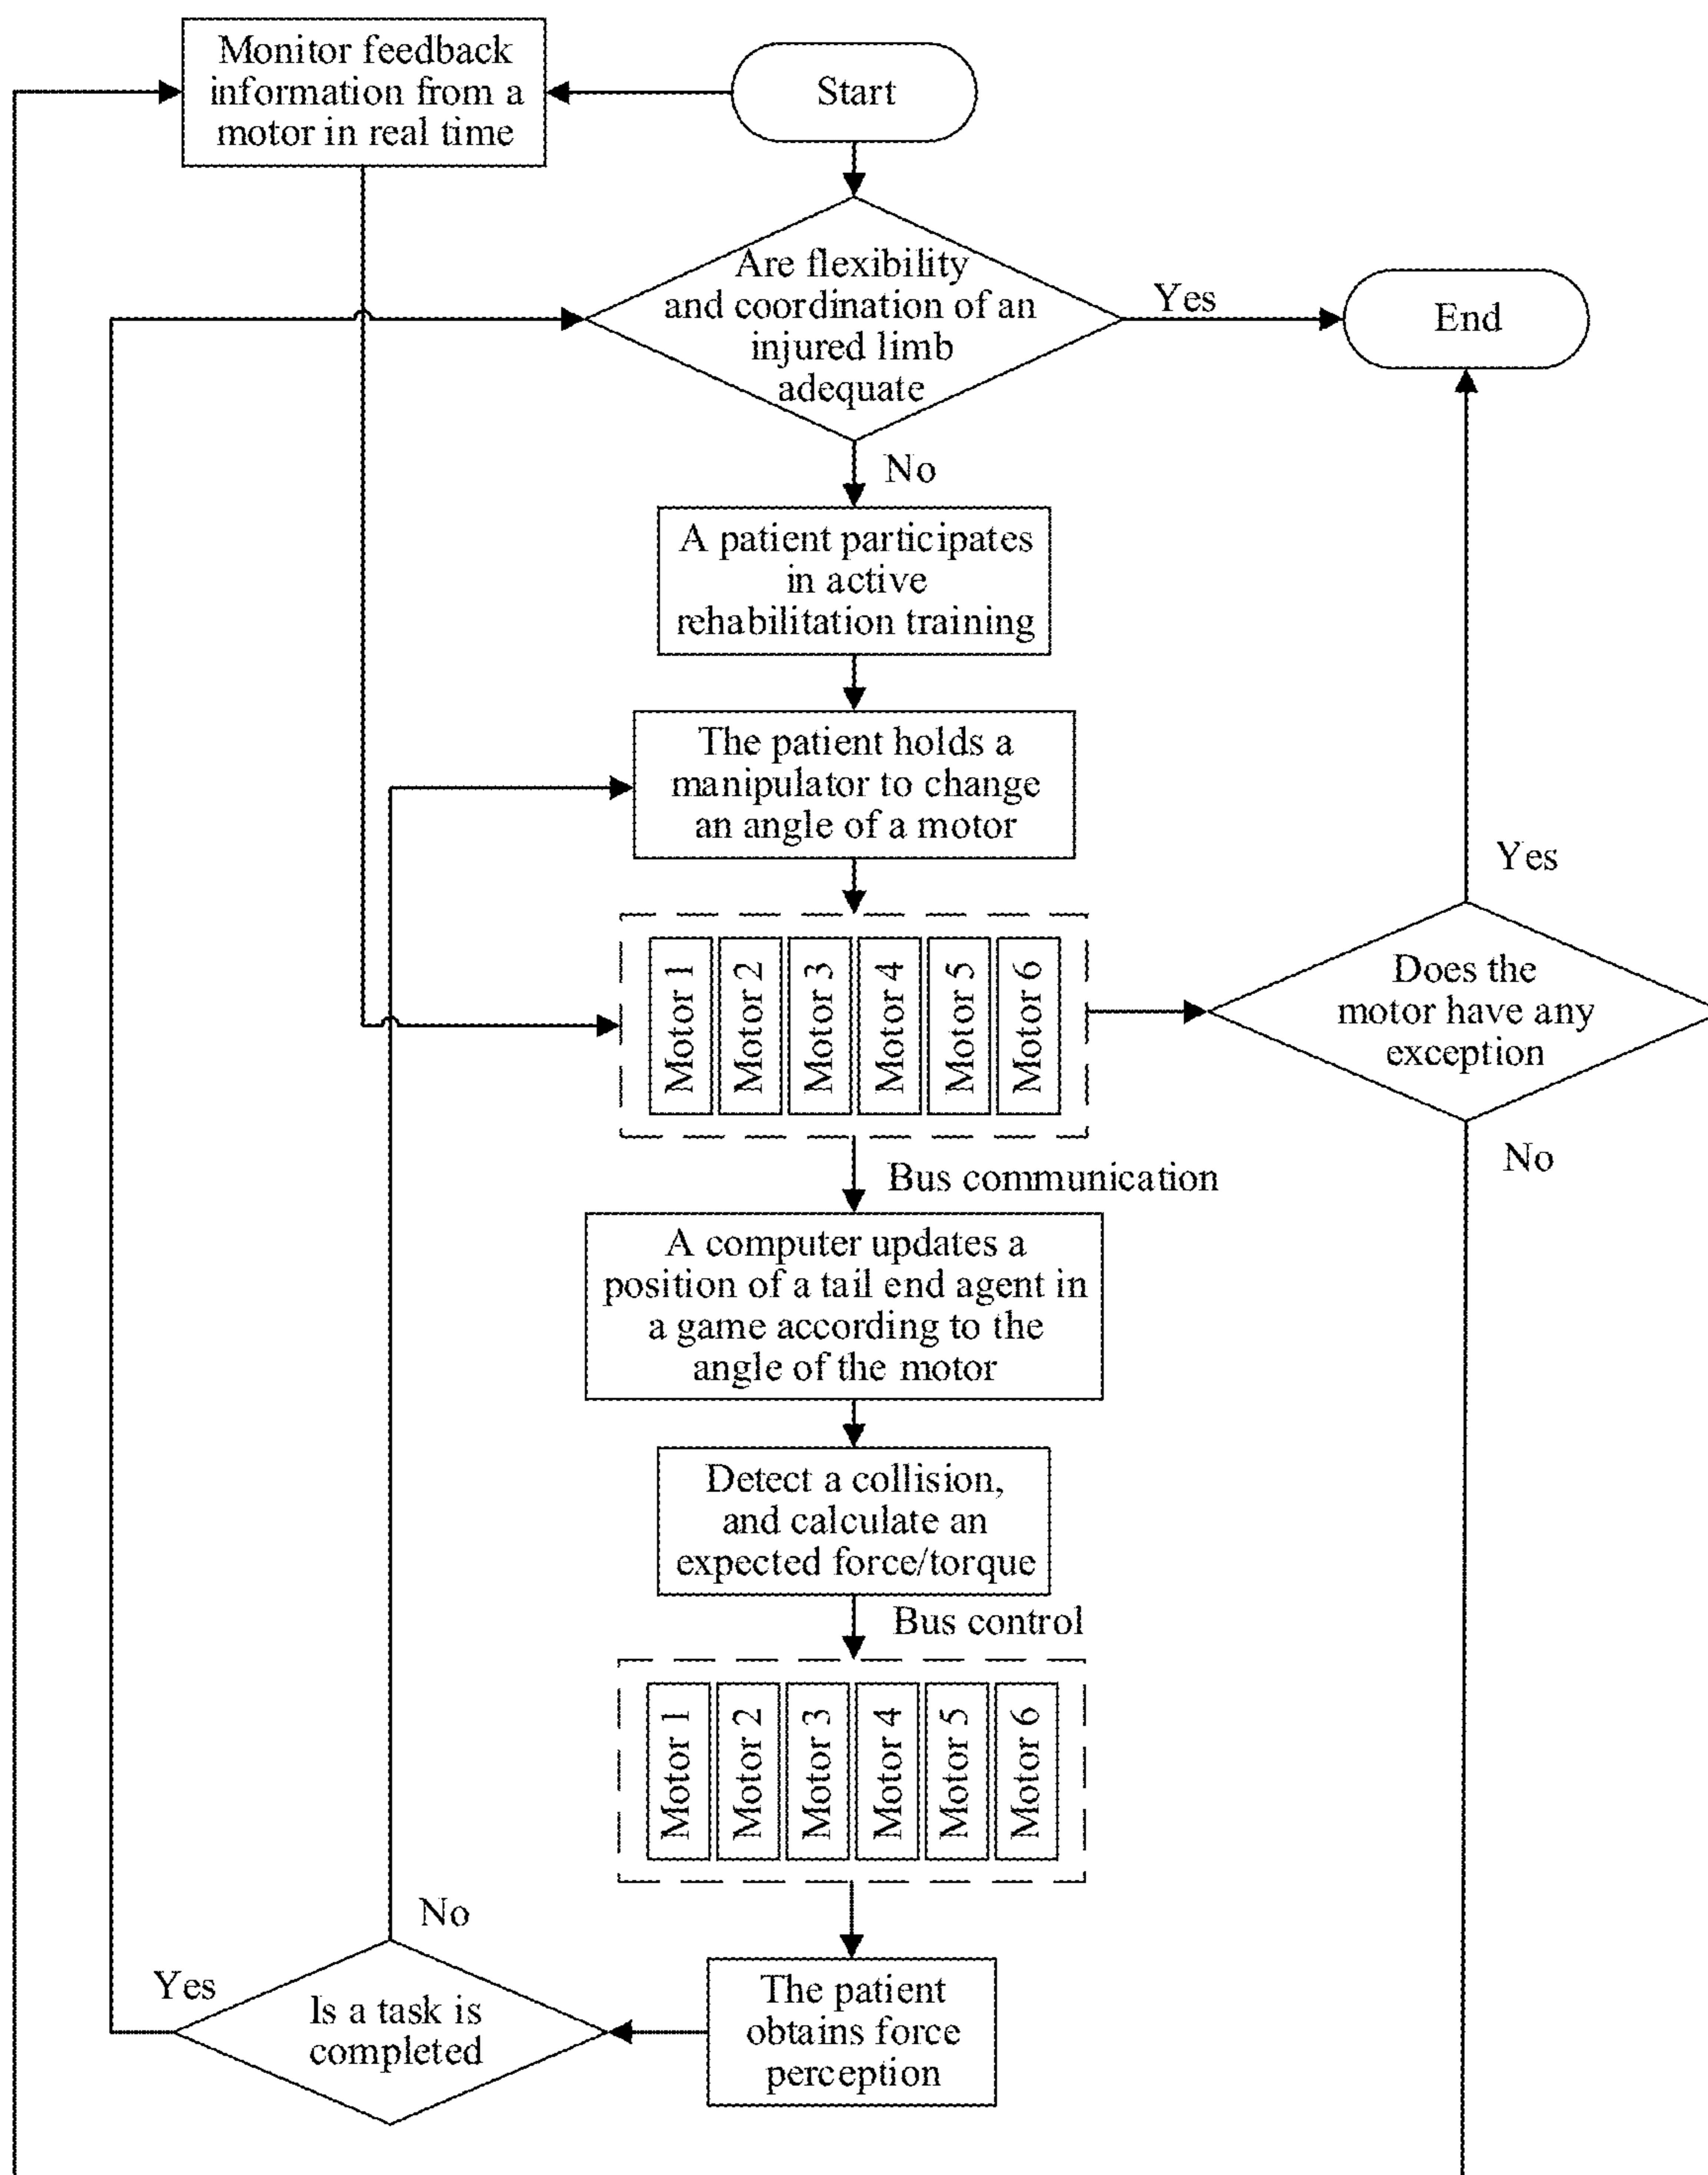 Monitor feedback
information from a
motor in real time
Start
Are flexibility
and coordination of an
injured limb
adequate
Yes
End
No
A patient participates
in active
rehabilitation training
The patient holds a
manipulator to change
an angle of a motor
Motor 1
Motor 2
Motor 3
Motor 4
Motor 5
Motor 6
Yes
Does the
motor have any
exception
No
Bus communication
A computer updates a
position of a tail end agent in
a game according to the
angle of the motor
Detect a collision,
and calculate an
expected force/torque
Bus control
Motor 1
Motor 2
Motor 3
Motor 4
Motor 5
Motor 6
No
Yes
Is a task is
completed
The patient
obtains force
perception